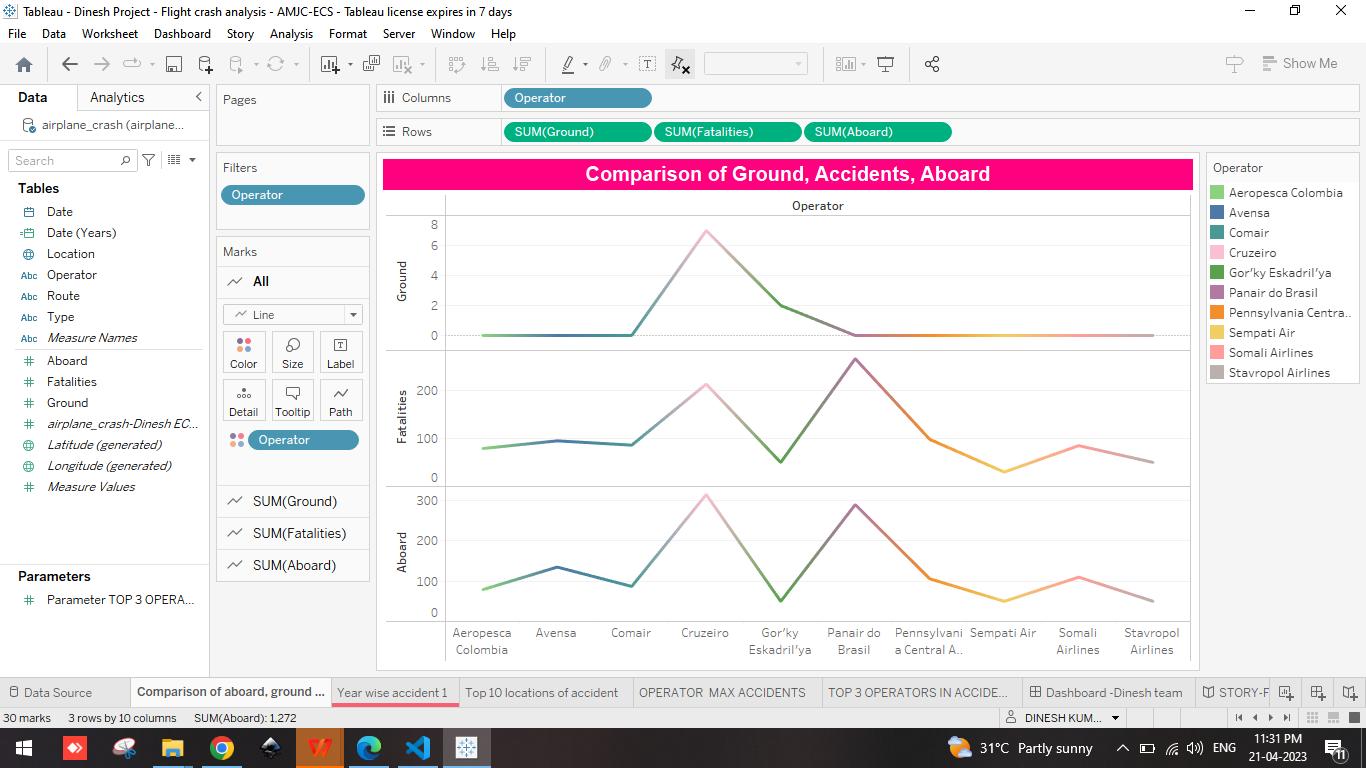 Tableau - Dinesh Project - Flight crash analysis - AMJC-ECS - Tableau license expires in 7 days
File Data Worksheet Dashboard Story Analysis Format Server Window Help
Show Me
Data Analytics
airplane_crash (airplane...
Search
Tables
Date
Date (Years)
Location
Abc Operator
Abc Route
Abc Type
Abc Measure Names
Aboard
Fatalities
Ground
airplane_crash-Dinesh EC...
Latitude (generated)
Longitude (generated)
Measure Values
Parameters
Parameter TOP 3 OPERA...
Pages
Filters
Operator
Marks
All
Line
Color Size Label
Detail Tooltip Path
Operator
SUM(Ground)
SUM(Fatalities)
SUM(Aboard)
Columns Operator
Rows SUM(Ground) SUM(Fatalities) SUM(Aboard)
Comparison of Ground, Accidents, Aboard
Operator
Ground
8
6
4
2
0
Fatalities
200
100
0
Aboard
300
200
100
0
Aeropesca Colombia
Avensa
Comair
Cruzeiro
Gor'ky Eskadril'ya
Panair do Brasil
Pennsylvania Central A..
Sempati Air
Somali Airlines
Stavropol Airlines
Operator
Aeropesca Colombia
Avensa
Comair
Cruzeiro
Gor'ky Eskadril'ya
Panair do Brasil
Pennsylvania Centra..
Sempati Air
Somali Airlines
Stavropol Airlines
Data Source Comparison of aboard, ground ... Year wise accident 1 Top 10 locations of accident OPERATOR MAX ACCIDENTS TOP 3 OPERATORS IN ACCIDE... Dashboard -Dinesh team STORY-F
30 marks 3 rows by 10 columns SUM(Aboard): 1,272 DINESH KUM...
31°C Partly sunny ENG 11:31 PM
21-04-2023
11